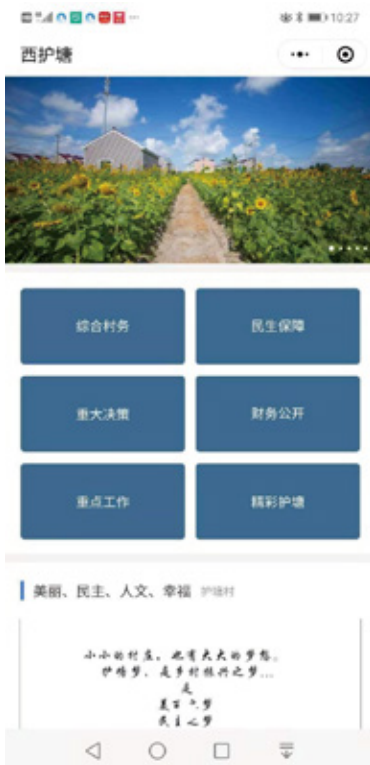 10:27
西护塘
综合村务
民生保障
重大决策
财务公开
重点工作
精彩护塘
美丽、民主、人文、幸福 护塘村
小小的村庄，也有大大的梦想。
护塘梦，是乡村振兴之梦...
是
美丽之梦
民主之梦